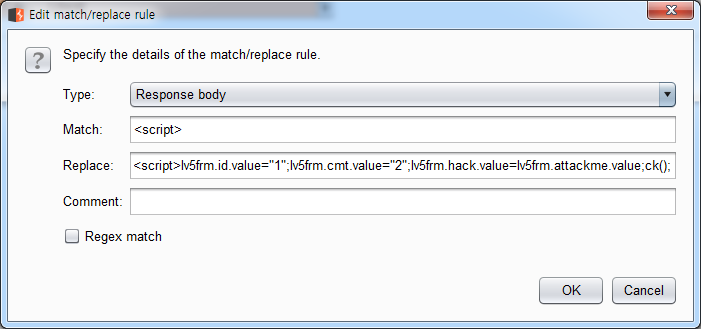 Edit match/replace rule
Specify the details of the match/replace rule.
Type: Response body
Match: <script>
Replace: <script>lv5frm.id.value="1";lv5frm.cmt.value="2";lv5frm.hack.value=lv5frm.attackme.value;ck();
Comment:
Regex match
OK Cancel